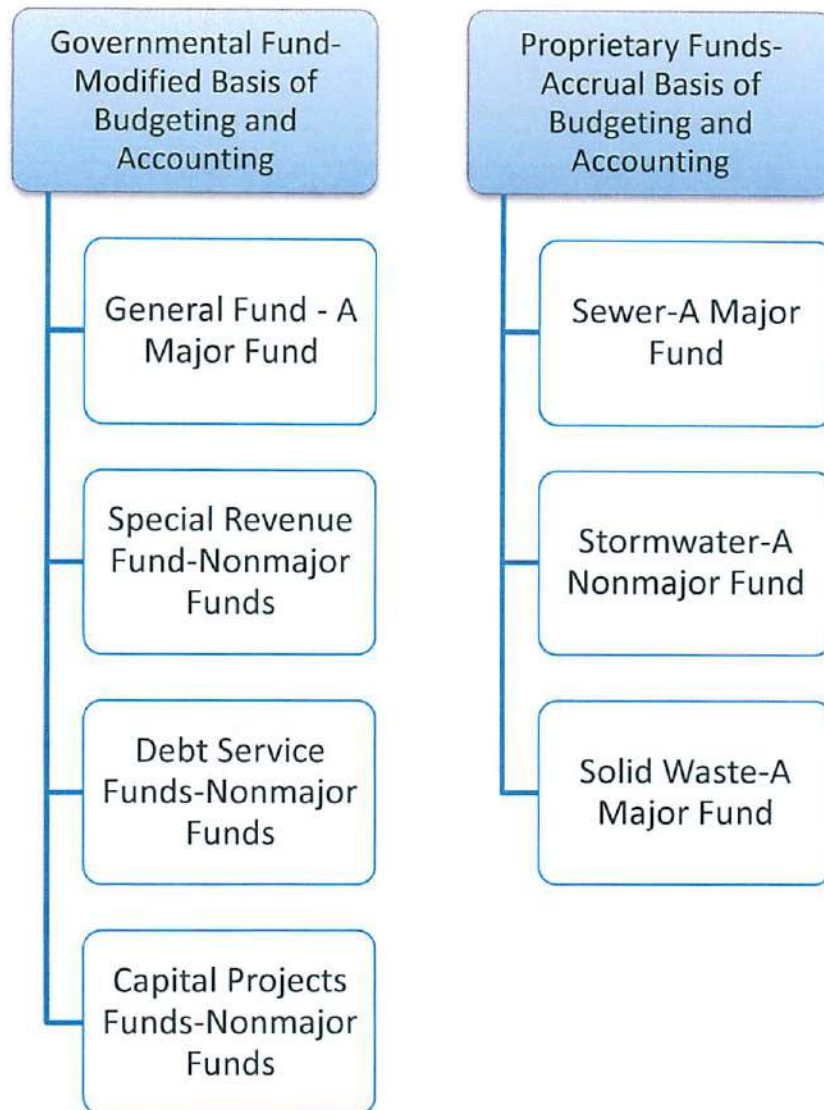 Governmental Fund-
Modified Basis of
Budgeting and
Accounting
General Fund - A
Major Fund
Special Revenue
Fund-Nonmajor
Funds
Debt Service
Funds-Nonmajor
Funds
Capital Projects
Funds-Nonmajor
Funds
Proprietary Funds-
Accrual Basis of
Budgeting and
Accounting
Sewer-A Major
Fund
Stormwater-A
Nonmajor Fund
Solid Waste-A
Major Fund